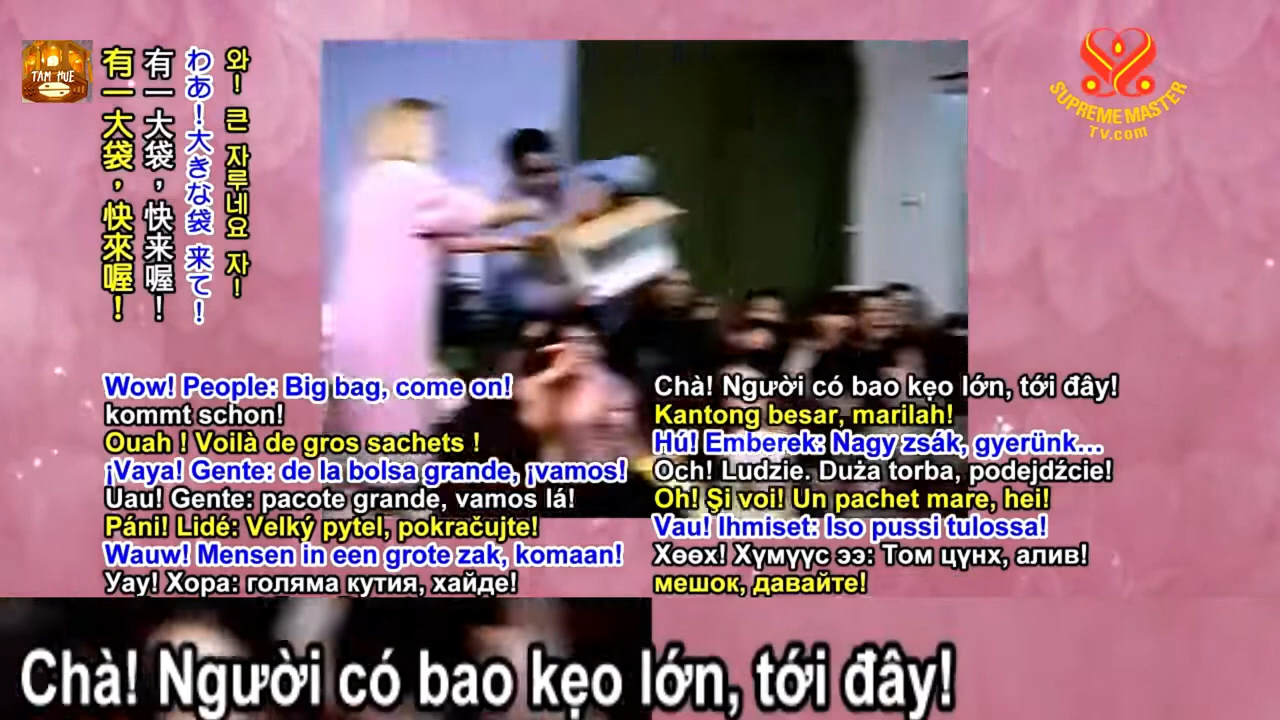 TAM HUE
有一大袋，快來喔！
有一大袋，快来喔！
わあ！大きな袋 来て！
와! 큰 자루네요 자!
SUPREME MASTER
TV.com
Wow! People: Big bag, come on!
kommt schon!
Ouah ! Voilà de gros sachets !
¡Vaya! Gente: de la bolsa grande, ¡vamos!
Uau! Gente: pacote grande, vamos lá!
Páni! Lidé: Velký pytel, pokračujte!
Wauw! Mensen in een grote zak, komaan!
Уау! Хора: голяма кутия, хайде!
Chà! Người có bao kẹo lớn, tới đây!
Kantong besar, marilah!
Hú! Emberek: Nagy zsák, gyerünk...
Och! Ludzie. Duża torba, podejdźcie!
Oh! Şi voi! Un pachet mare, hei!
Vau! Ihmiset: Iso pussi tulossa!
Хөөх! Хүмүүс ээ: Том цүнх, алив!
мешок, давайте!
Chà! Người có bao kẹo lớn, tới đây!